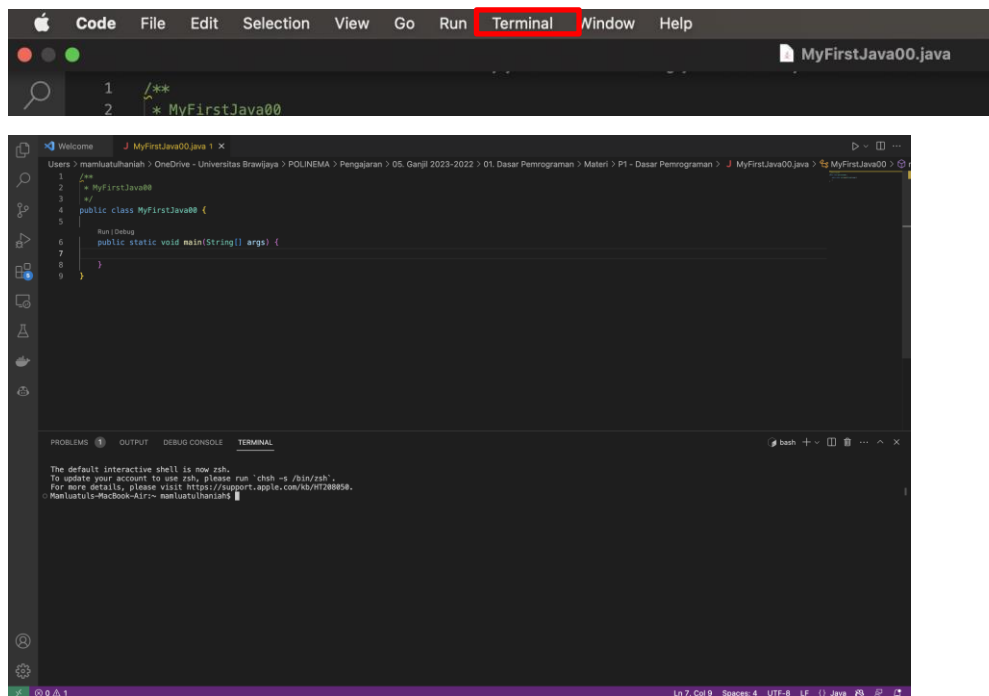 Code File Edit Selection View Go Run Terminal Window Help
MyFirstJava00.java
1 /**
2 * MyFirstJava00
Welcome J MyFirstJava00.java 1 ×
Users > mamluatulhaniah > OneDrive - Universitas Brawijaya > POLINEMA > Pengajaran > 05. Ganjil 2023-2022 > 01. Dasar Pemrograman > Materi > P1 - Dasar Pemrograman > J MyFirstJava00.java > MyFirstJava00 >
1 /**
2 * MyFirstJava00
3 */
4 public class MyFirstJava00 {
5
Run | Debug
6 public static void main(String[] args) {
7
8 }
9 }
PROBLEMS 1 OUTPUT DEBUG CONSOLE TERMINAL
bash
The default interactive shell is now zsh.
To update your account to use zsh, please run `chsh -s /bin/zsh`.
For more details, please visit https://support.apple.com/kb/HT208050.
Mamluatuls-MacBook-Air:~ mamluatulhaniah$
0 1
Ln 7, Col 9 Spaces: 4 UTF-8 LF {} Java